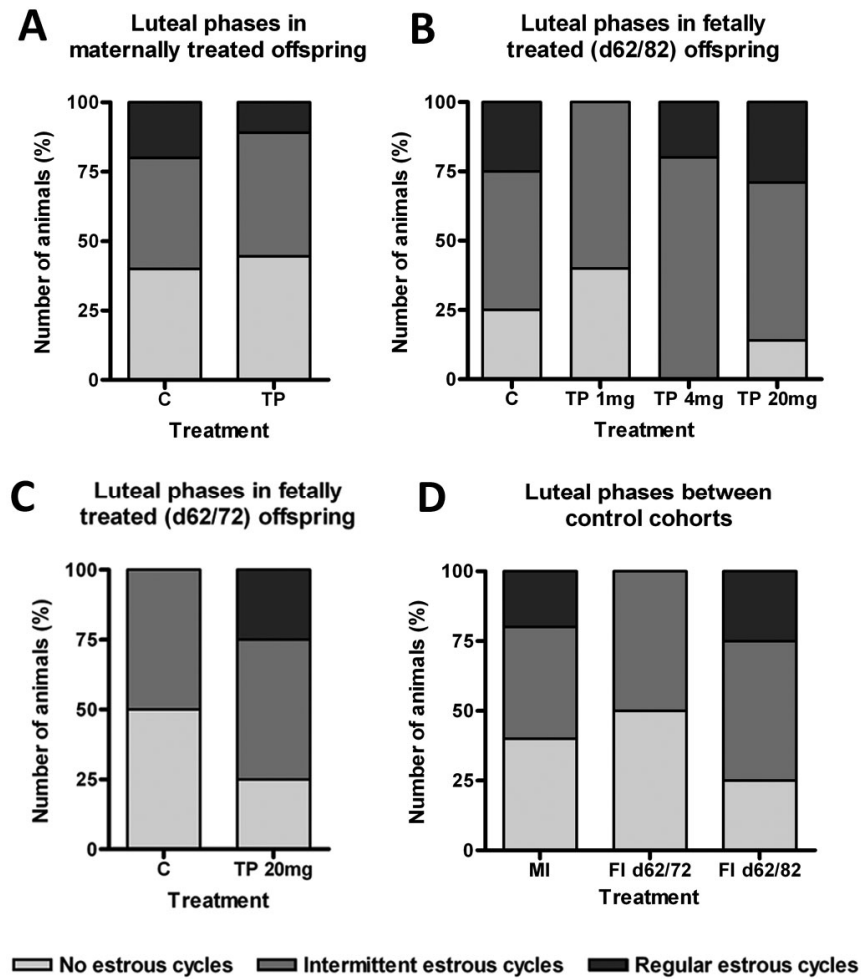 A
Luteal phases in
maternally treated offspring
Number of animals (%)
100
75
50
25
0
C TP
Treatment
B
Luteal phases in fetally
treated (d62/82) offspring
Number of animals (%)
100
75
50
25
0
C TP 1mg TP 4mg TP 20mg
Treatment
C
Luteal phases in fetally
treated (d62/72) offspring
Number of animals (%)
100
75
50
25
0
C TP 20mg
Treatment
D
Luteal phases between
control cohorts
Number of animals (%)
100
75
50
25
0
MI FI d62/72 FI d62/82
Treatment
No estrous cycles Intermittent estrous cycles Regular estrous cycles